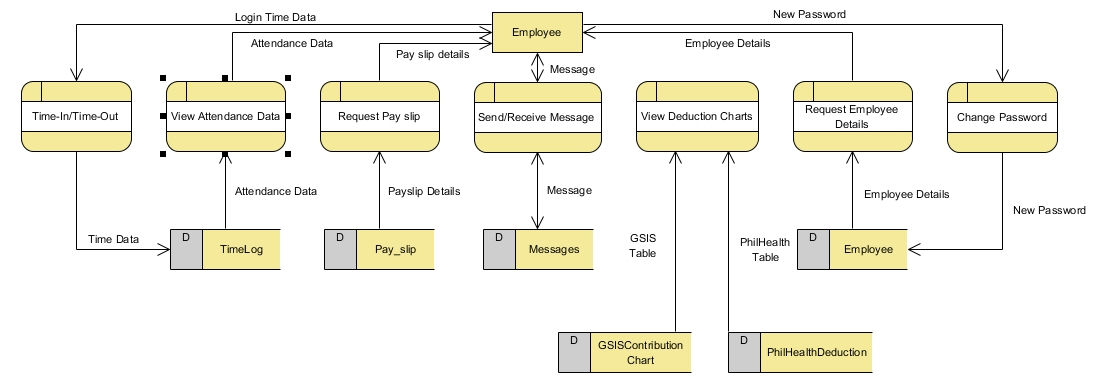 Login Time Data
New Password
Employee
Attendance Data
Employee Details
Pay slip details
Message
Time-In/Time-Out
View Attendance Data
Request Pay slip
Send/Receive Message
View Deduction Charts
Request Employee
Details
Change Password
Attendance Data
Payslip Details
Message
Employee Details
New Password
Time Data
GSIS
Table
PhilHealth
Table
D
TimeLog
D
Pay_slip
D
Messages
D
Employee
D
GSISContribution
Chart
D
PhilHealthDeduction